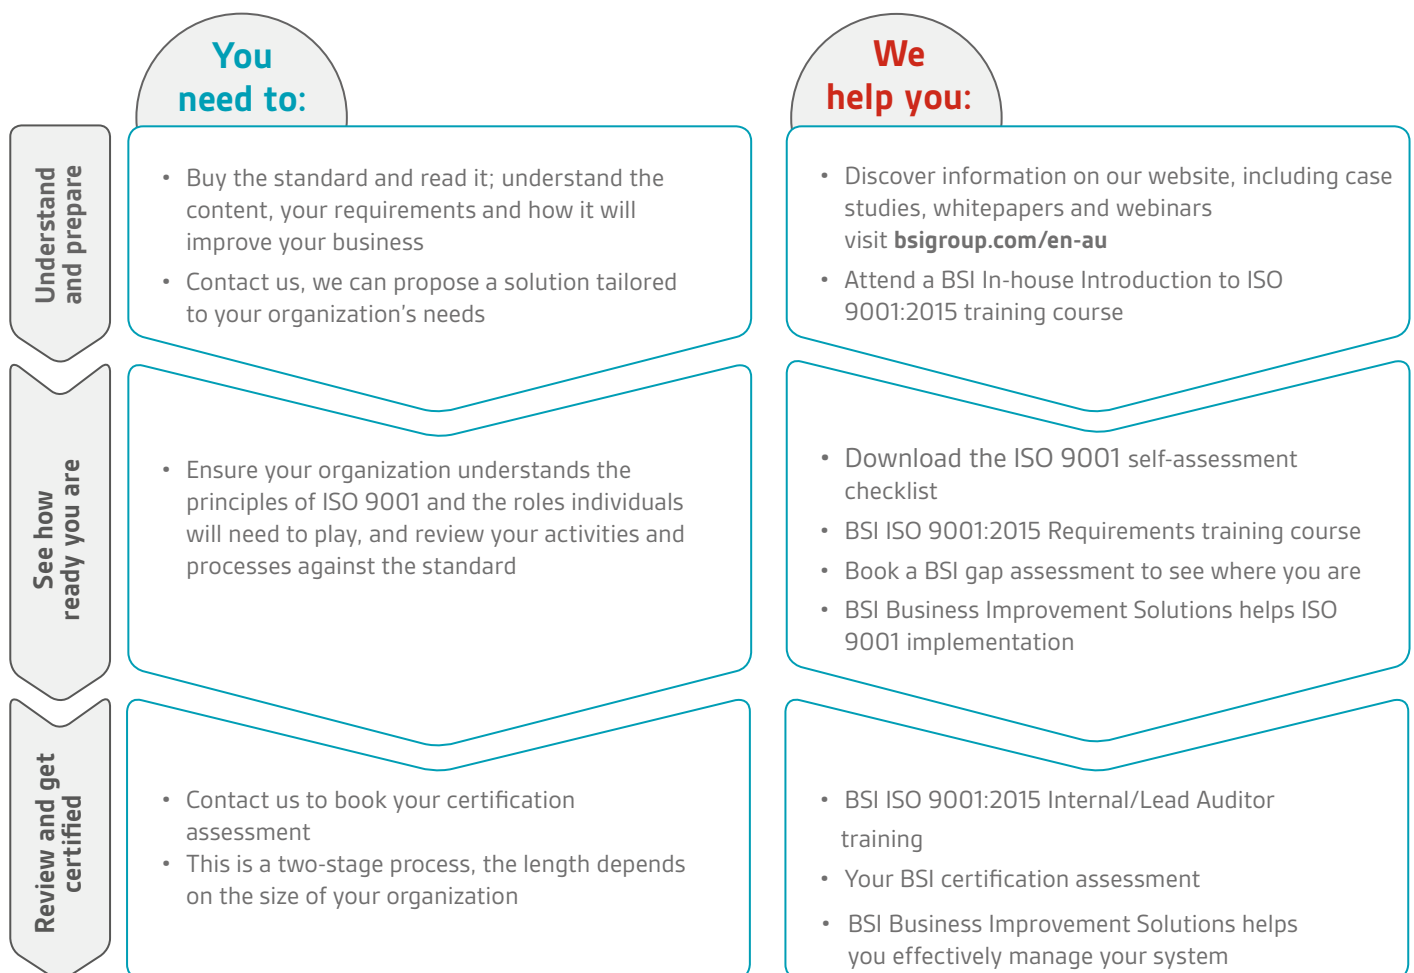 You
need to:
We
help you:
Understand
and prepare
• Buy the standard and read it; understand the
content, your requirements and how it will
improve your business
• Contact us, we can propose a solution tailored
to your organization’s needs
• Discover information on our website, including case
studies, whitepapers and webinars
visit bsigroup.com/en-au
• Attend a BSI In-house Introduction to ISO
9001:2015 training course
See how
ready you are
• Ensure your organization understands the
principles of ISO 9001 and the roles individuals
will need to play, and review your activities and
processes against the standard
• Download the ISO 9001 self-assessment
checklist
• BSI ISO 9001:2015 Requirements training course
• Book a BSI gap assessment to see where you are
• BSI Business Improvement Solutions helps ISO
9001 implementation
Review and get
certified
• Contact us to book your certification
assessment
• This is a two-stage process, the length depends
on the size of your organization
• BSI ISO 9001:2015 Internal/Lead Auditor
training
• Your BSI certification assessment
• BSI Business Improvement Solutions helps
you effectively manage your system